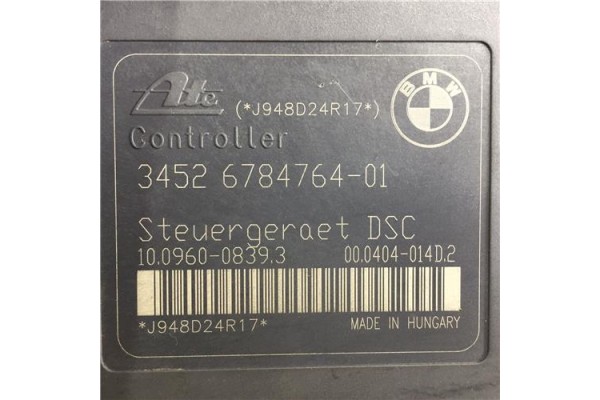 Ate (*J948D24R17*) BMW
Controller
3452 6784764-01
Steuergeraet DSC
10.0960-0839.3 00.0404-014D.2
*J948D24R17* MADE IN HUNGARY